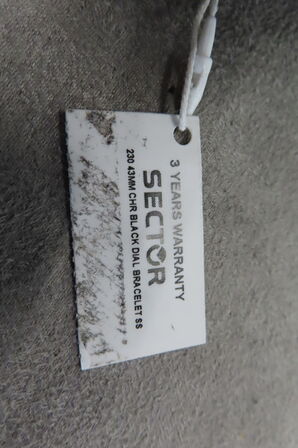 3 YEARS WARRANTY
SECTOR
230 43MM CHR BLACK DIAL BRACELET SS